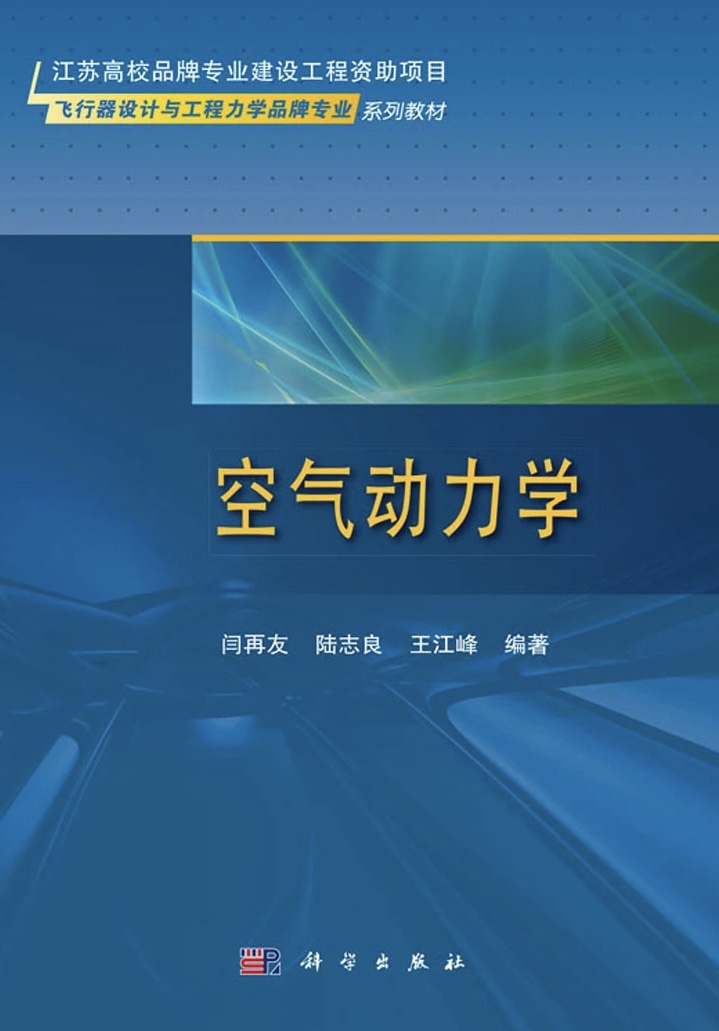 江苏高校品牌专业建设工程资助项目
飞行器设计与工程力学品牌专业 系列教材
空气动力学
闫再友 陆志良 王江峰 编著
科学出版社